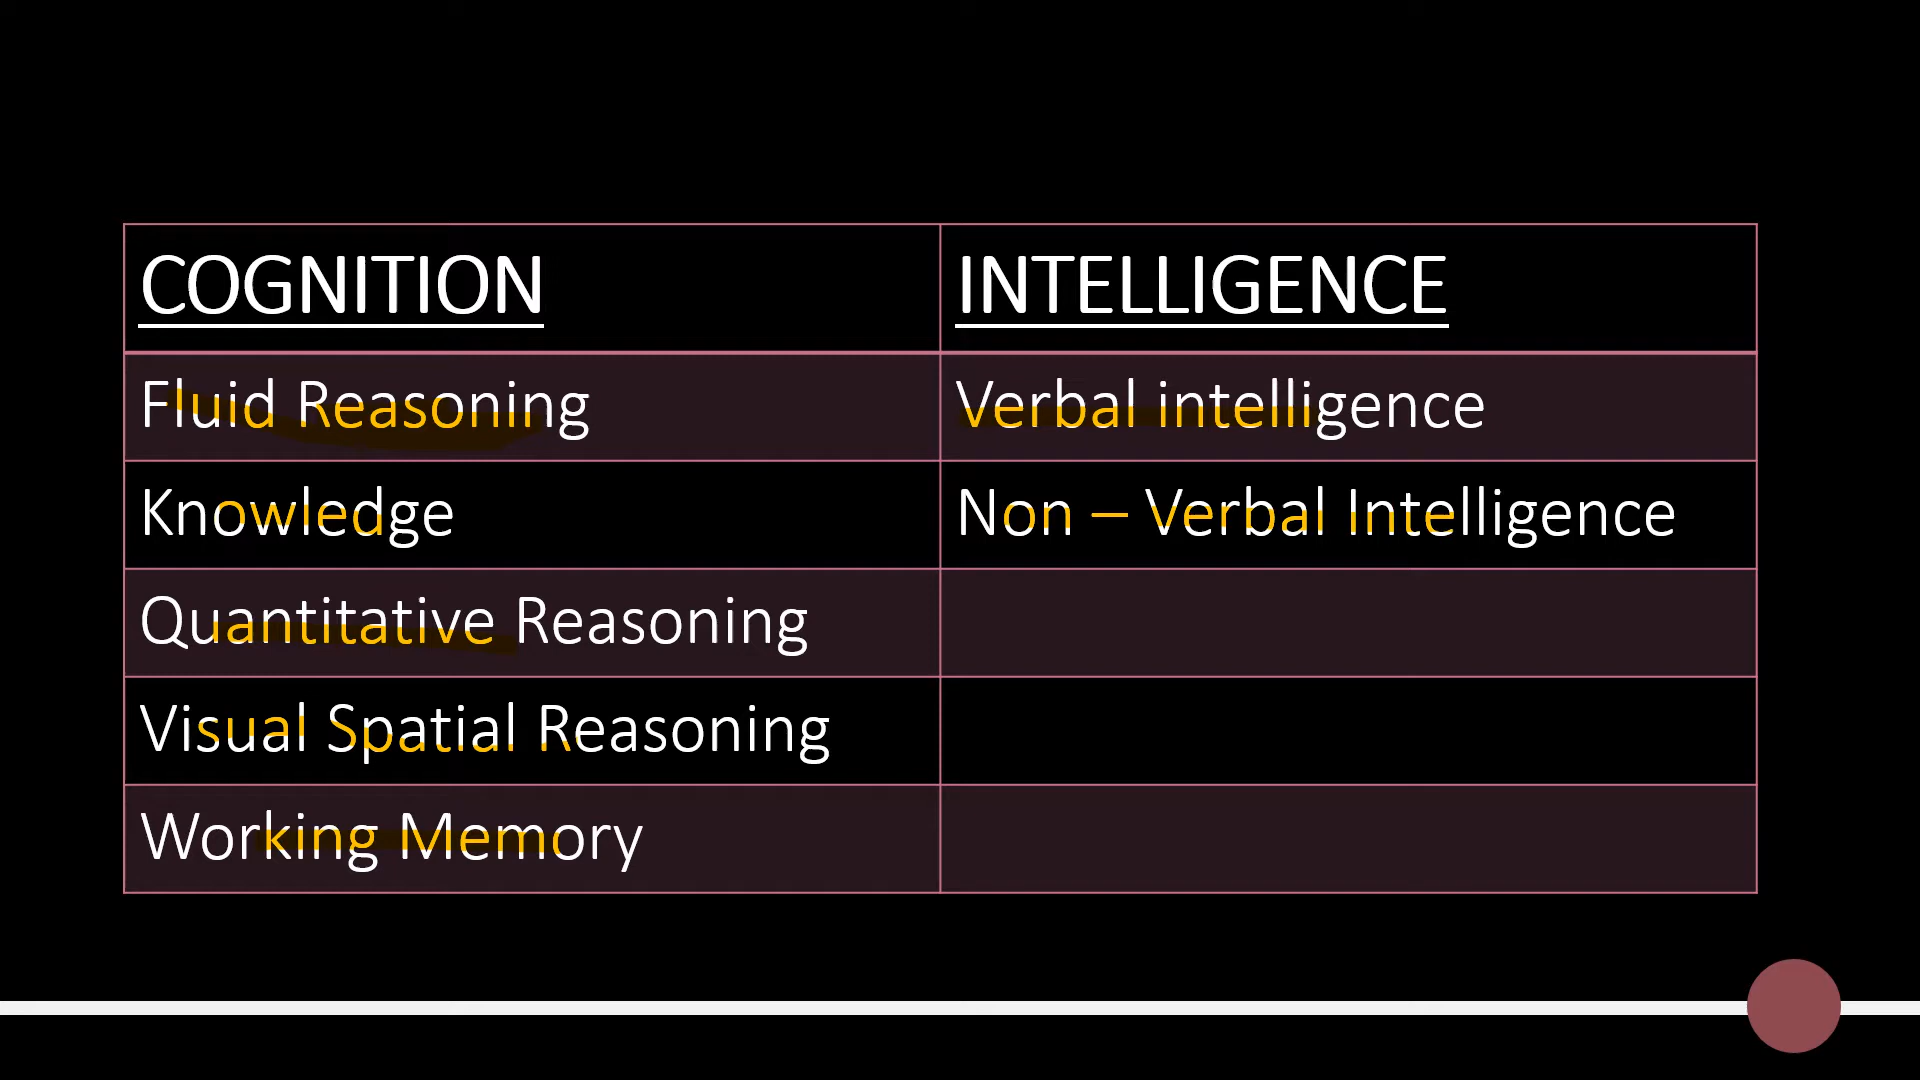 COGNITION INTELLIGENCE
Fluid Reasoning Verbal intelligence
Knowledge Non – Verbal Intelligence
Quantitative Reasoning
Visual Spatial Reasoning
Working Memory